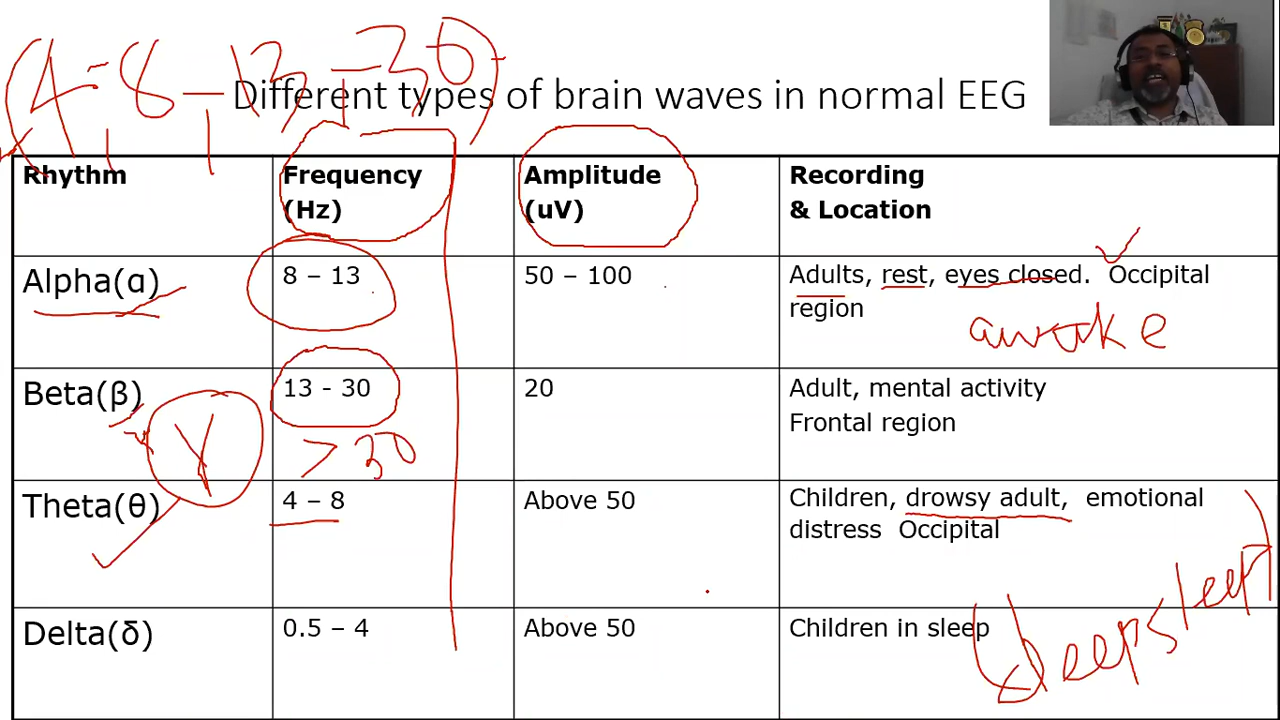 4-8-13-30
Different types of brain waves in normal EEG
Rhythm
Frequency
(Hz)
Amplitude
(uV)
Recording
& Location
Alpha(α)
8 – 13
50 – 100
Adults, rest, eyes closed. Occipital
region
awake
Beta(β)
13 - 30
20
Adult, mental activity
Frontal region
γ
>30
Theta(θ)
4 – 8
Above 50
Children, drowsy adult, emotional
distress Occipital
Delta(δ)
0.5 – 4
Above 50
Children in sleep
deep sleep